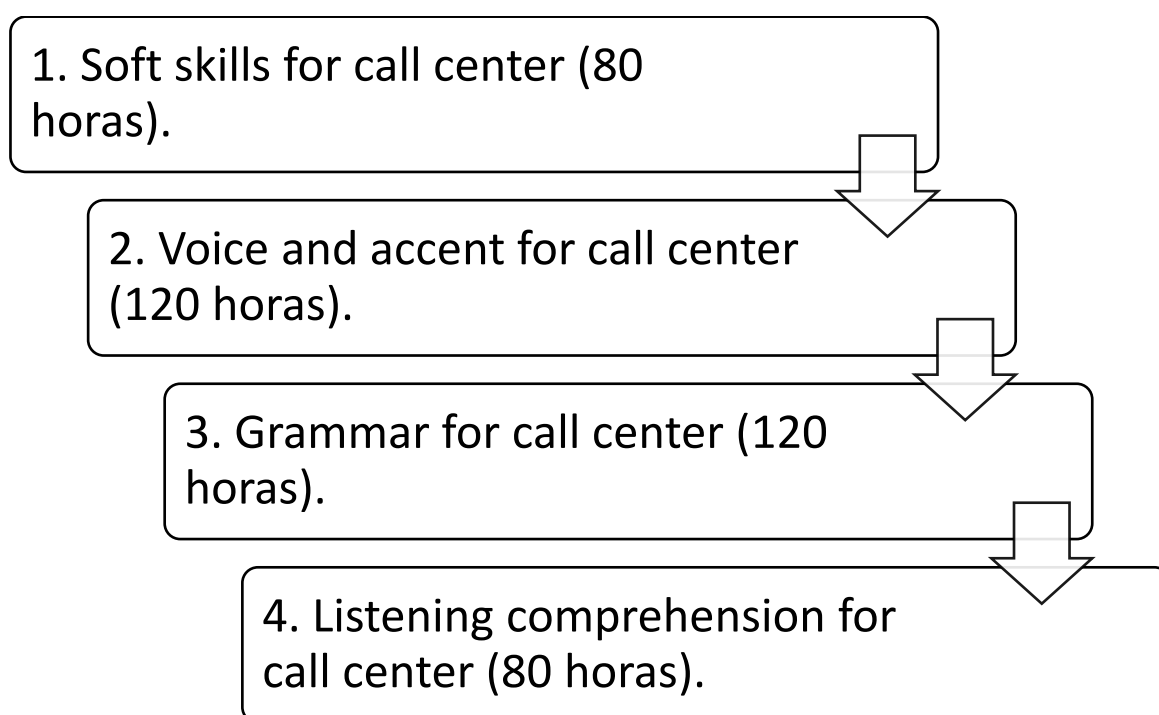 1. Soft skills for call center (80
horas).
2. Voice and accent for call center
(120 horas).
3. Grammar for call center (120
horas).
4. Listening comprehension for
call center (80 horas).